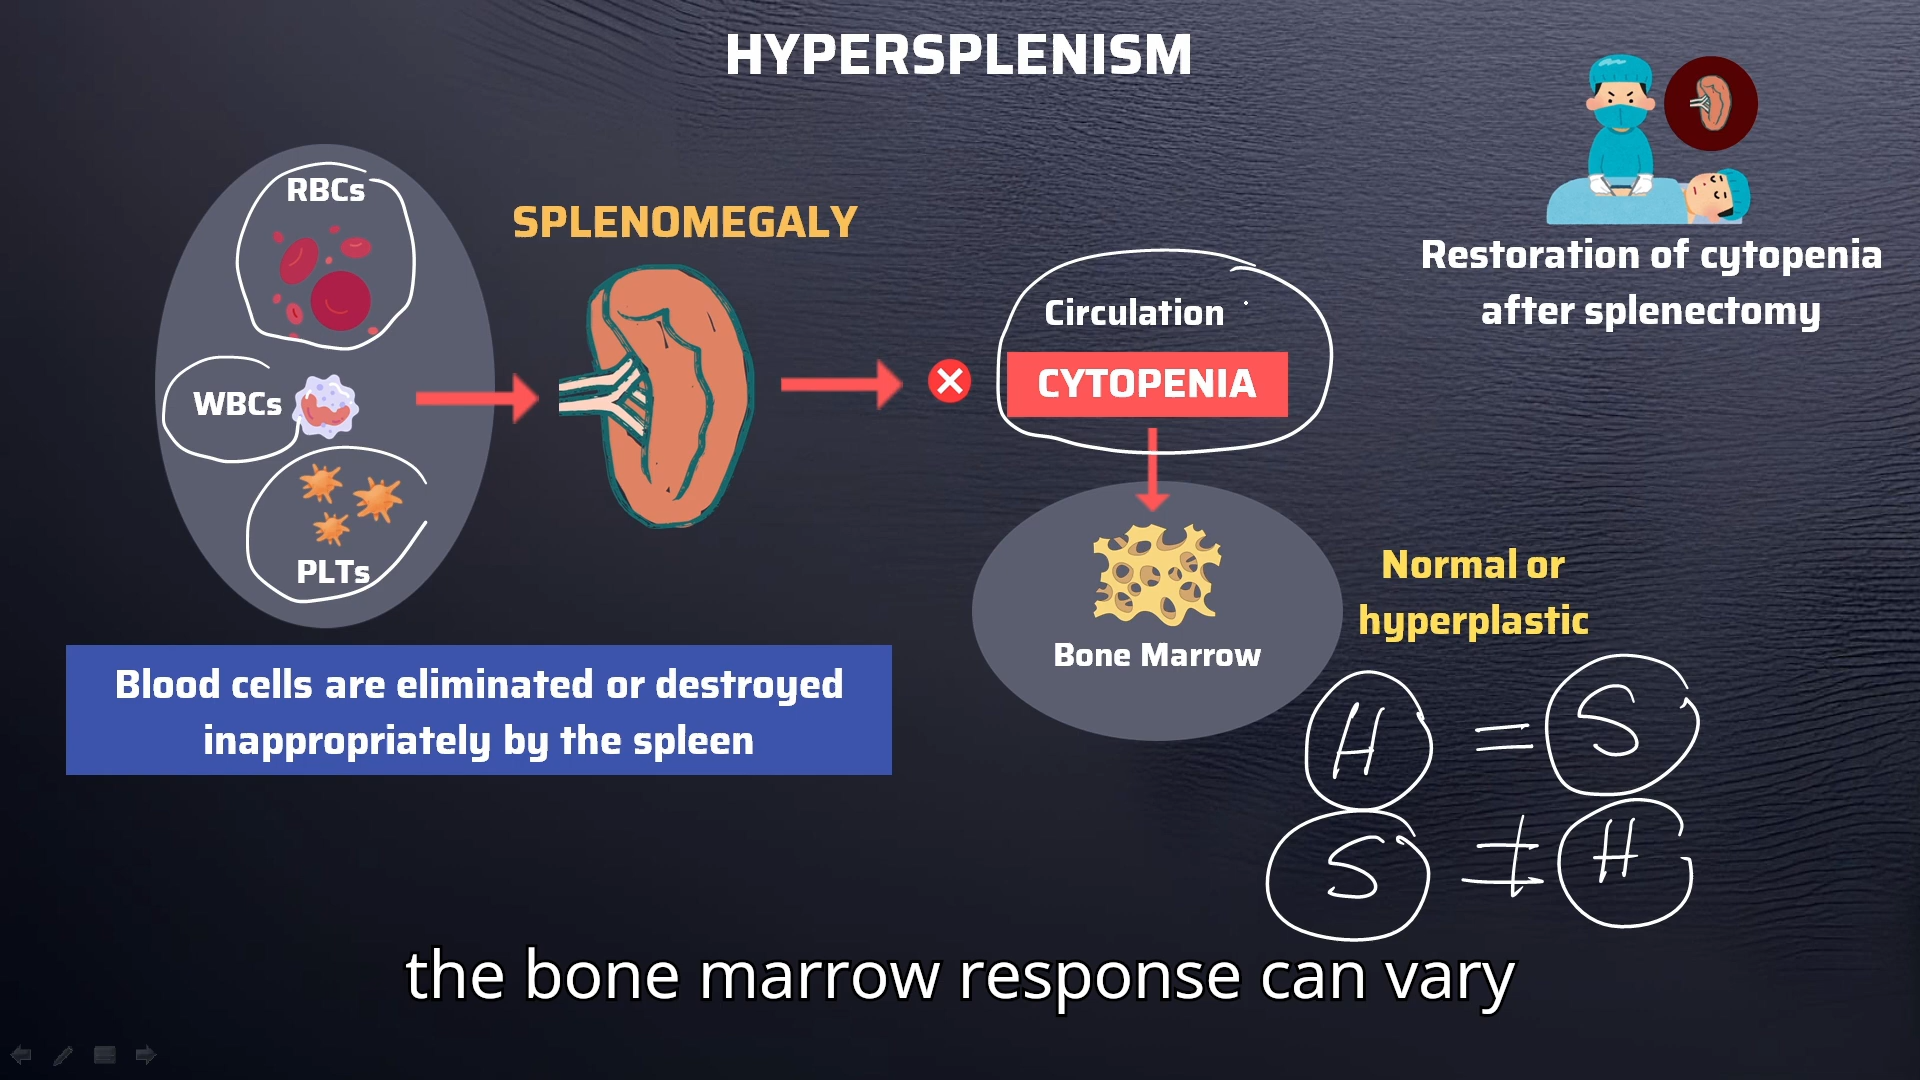 HYPERSPLENISM
RBCs
WBCs
PLTs
SPLENOMEGALY
Circulation
CYTOPENIA
Bone Marrow
Normal or
hyperplastic
Restoration of cytopenia
after splenectomy
Blood cells are eliminated or destroyed
inappropriately by the spleen
H = S
S ≠ H
the bone marrow response can vary